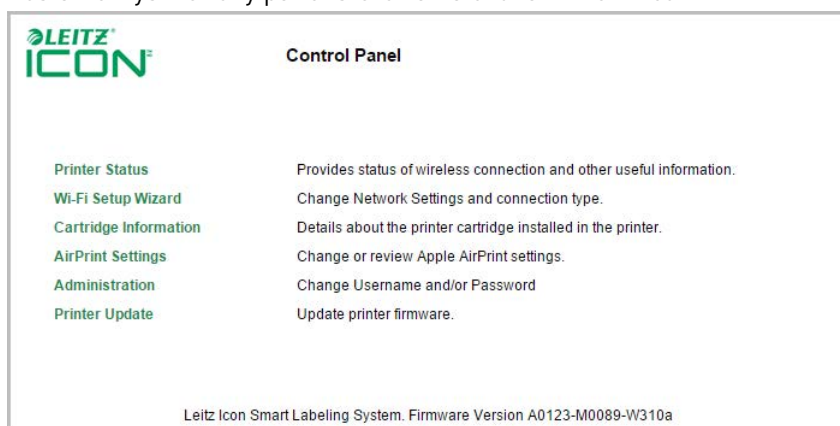 LEITZ
ICON
Control Panel
Printer Status Provides status of wireless connection and other useful information.
Wi-Fi Setup Wizard Change Network Settings and connection type.
Cartridge Information Details about the printer cartridge installed in the printer.
AirPrint Settings Change or review Apple AirPrint settings.
Administration Change Username and/or Password
Printer Update Update printer firmware.
Leitz Icon Smart Labeling System. Firmware Version A0123-M0089-W310a